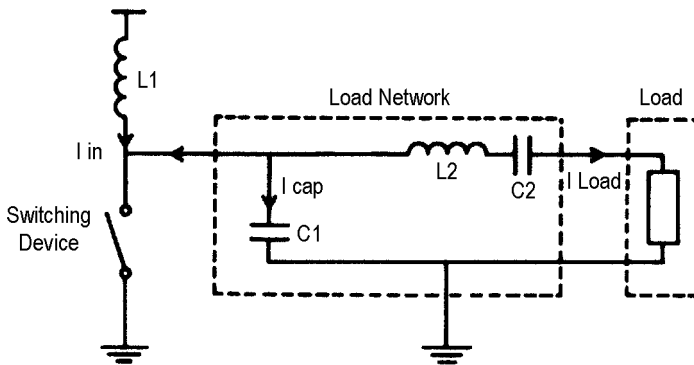 Load Network
Load
L1
I in
I cap
L2
C2
I Load
C1
Switching
Device